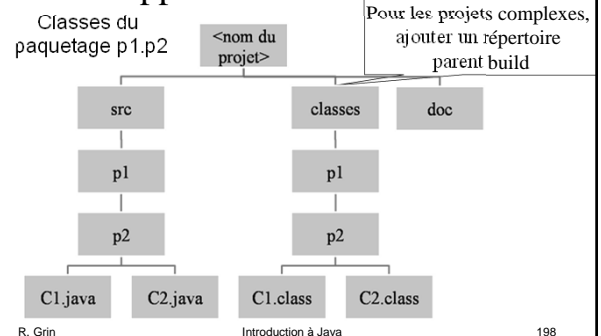 Classes du
paquetage p1.p2
<nom du
projet>
Pour les projets complexes,
ajouter un répertoire
parent build
src
classes
doc
p1
p1
p2
p2
C1.java
C2.java
C1.class
C2.class
R. Grin
Introduction à Java
198